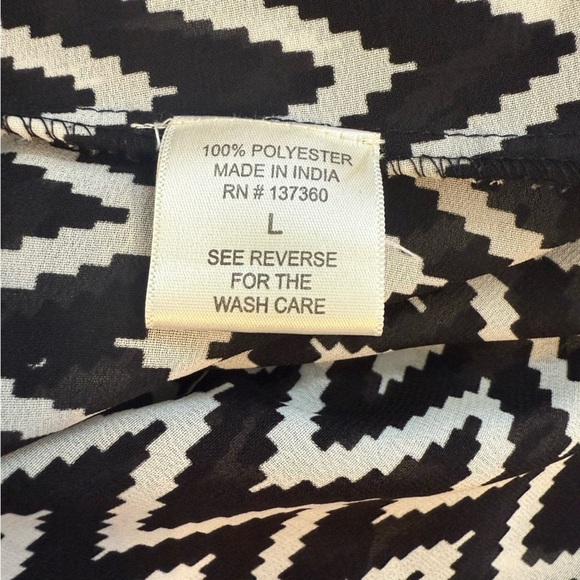 100% POLYESTER
MADE IN INDIA
RN # 137360
L
SEE REVERSE
FOR THE
WASH CARE